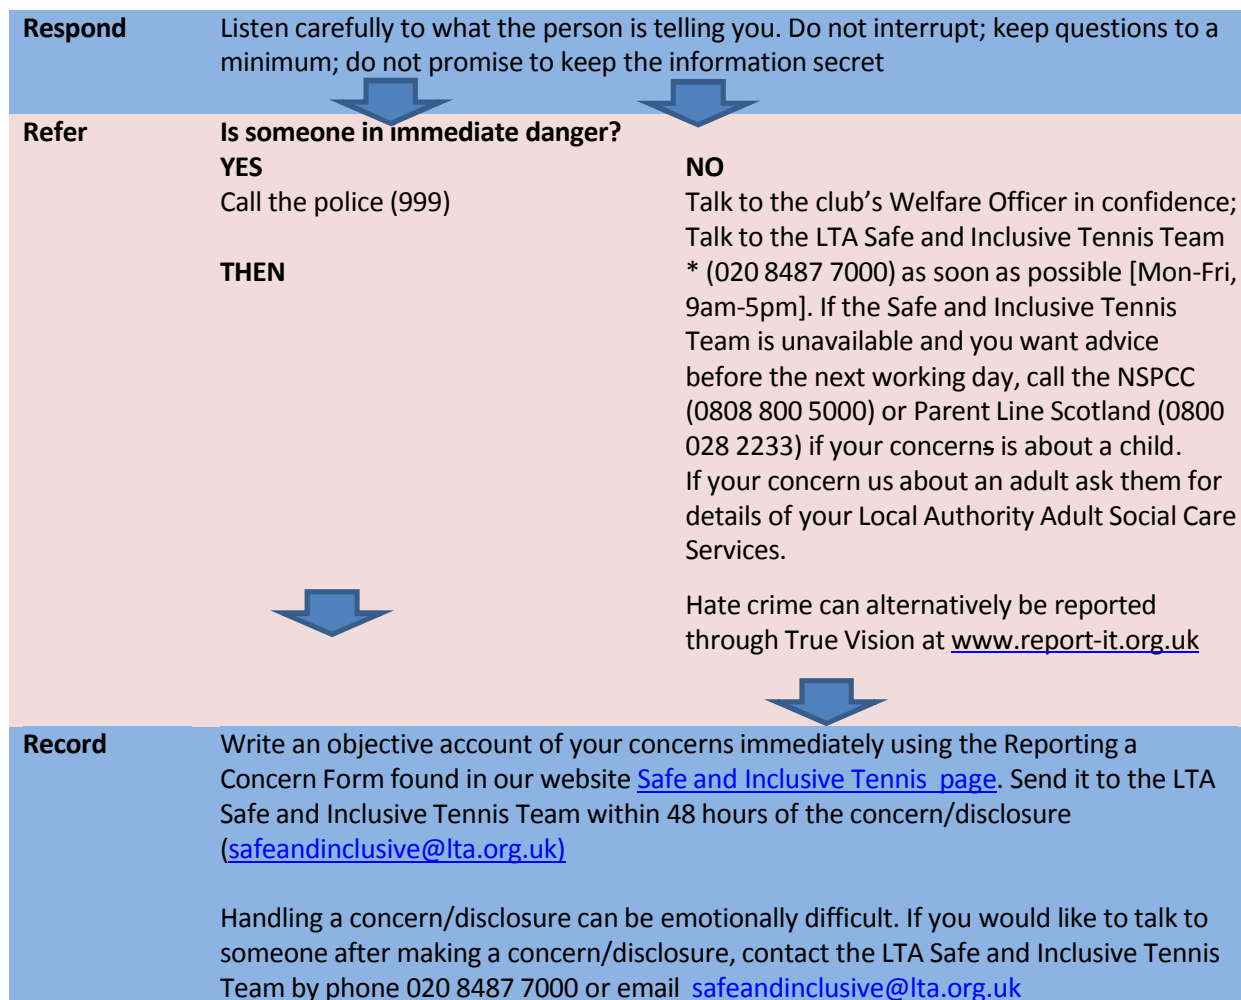 Respond
Listen carefully to what the person is telling you. Do not interrupt; keep questions to a
minimum; do not promise to keep the information secret
Refer
Is someone in immediate danger?
YES
Call the police (999)
THEN
NO
Talk to the club’s Welfare Officer in confidence;
Talk to the LTA Safe and Inclusive Tennis Team
* (020 8487 7000) as soon as possible [Mon-Fri,
9am-5pm]. If the Safe and Inclusive Tennis
Team is unavailable and you want advice
before the next working day, call the NSPCC
(0808 800 5000) or Parent Line Scotland (0800
028 2233) if your concerns is about a child.
If your concern us about an adult ask them for
details of your Local Authority Adult Social Care
Services.
Hate crime can alternatively be reported
through True Vision at www.report-it.org.uk
Record
Write an objective account of your concerns immediately using the Reporting a
Concern Form found in our website Safe and Inclusive Tennis  page. Send it to the LTA
Safe and Inclusive Tennis Team within 48 hours of the concern/disclosure
(safeandinclusive@lta.org.uk)
Handling a concern/disclosure can be emotionally difficult. If you would like to talk to
someone after making a concern/disclosure, contact the LTA Safe and Inclusive Tennis
Team by phone 020 8487 7000 or email  safeandinclusive@lta.org.uk